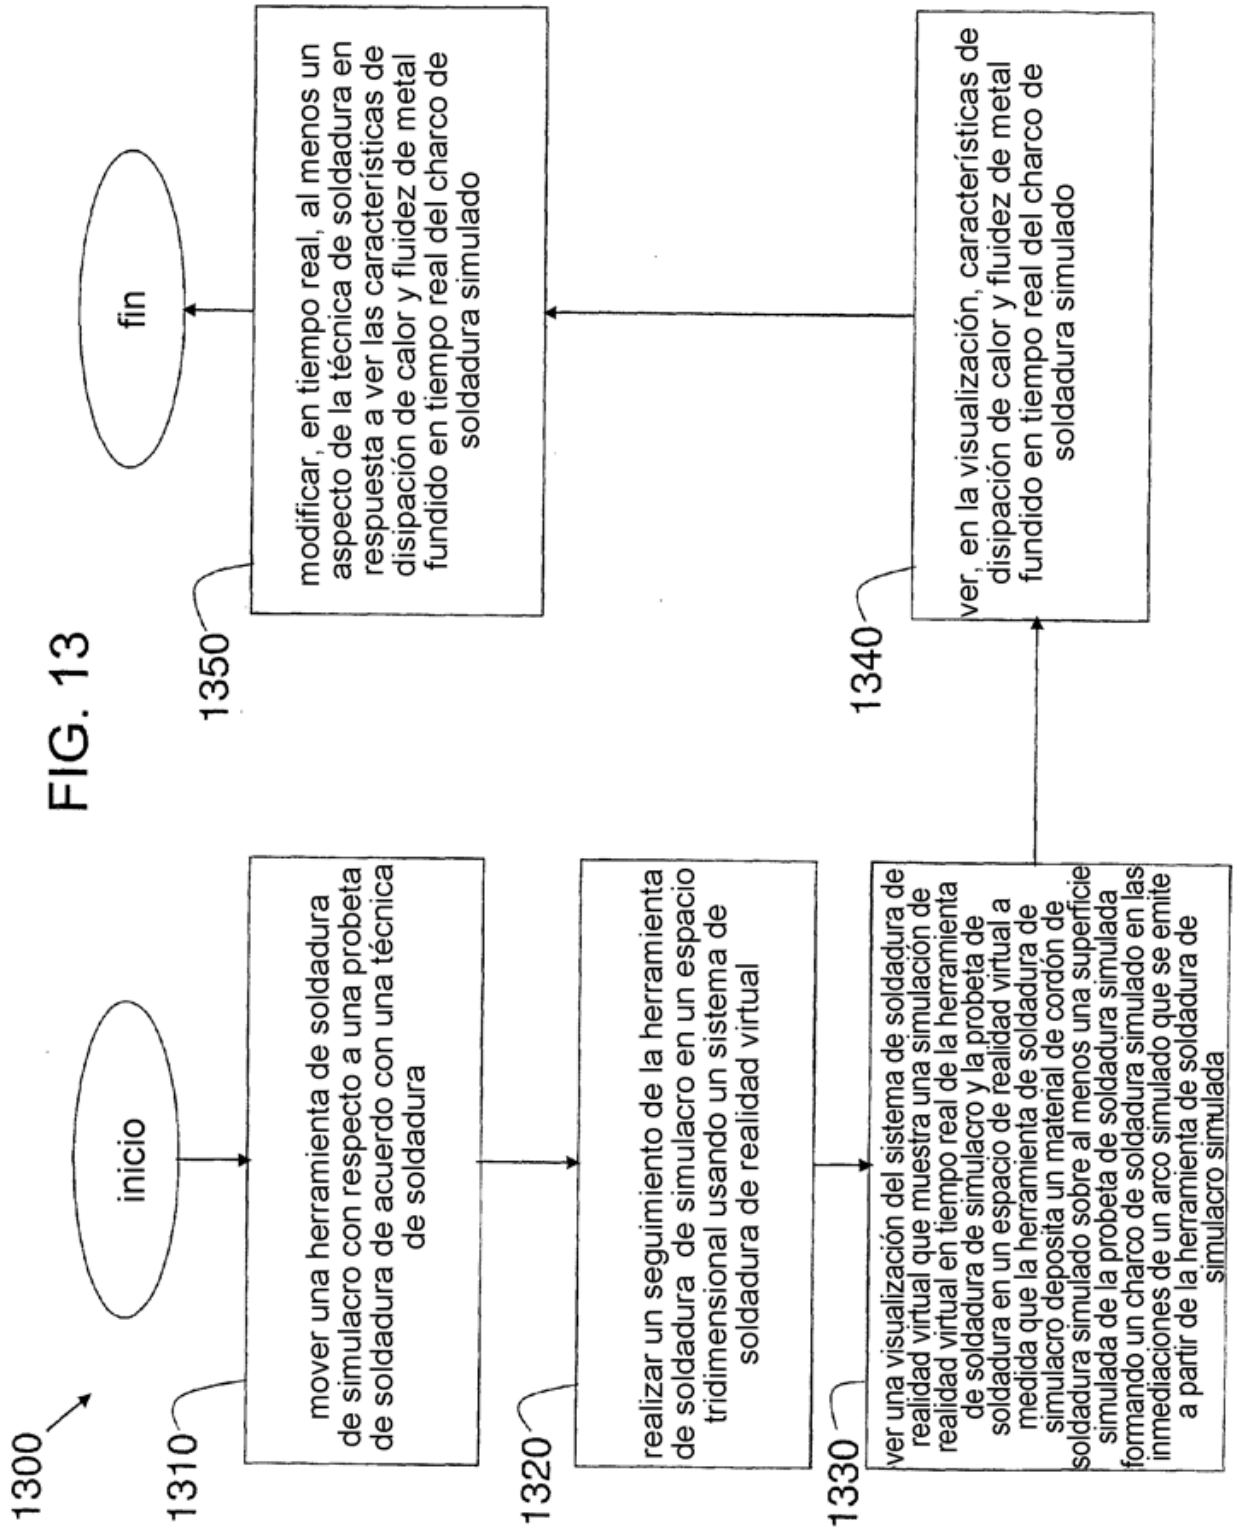 FIG. 13
1300
inicio
1310
mover una herramienta de soldadura
de simulacro con respecto a una probeta
de soldadura de acuerdo con una técnica
de soldadura
1320
realizar un seguimiento de la herramienta
de soldadura de simulacro en un espacio
tridimensional usando un sistema de
soldadura de realidad virtual
1330
ver una visualización del sistema de soldadura de
realidad virtual que muestra una simulación de
realidad virtual en tiempo real de la herramienta
de soldadura de simulacro y la probeta de
soldadura en un espacio de realidad virtual a
medida que la herramienta de soldadura de
simulacro deposita un material de cordón de
soldadura simulado sobre al menos una superficie
simulada de la probeta de soldadura simulada
formando un charco de soldadura simulado en las
inmediaciones de un arco simulado que se emite
a partir de la herramienta de soldadura de
simulacro simulada
1340
ver, en la visualización, características de
disipación de calor y fluidez de metal
fundido en tiempo real del charco de
soldadura simulado
1350
modificar, en tiempo real, al menos un
aspecto de la técnica de soldadura en
respuesta a ver las características de
disipación de calor y fluidez de metal
fundido en tiempo real del charco de
soldadura simulado
fin